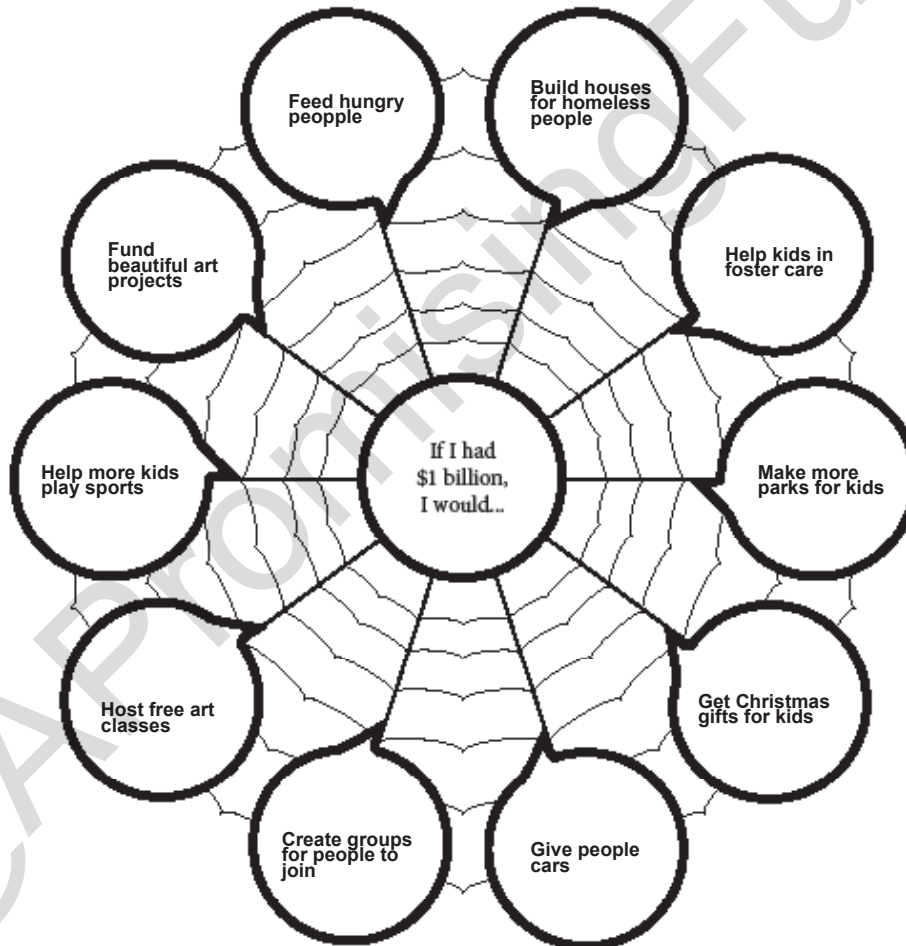 Feed hungry
peopple
Build houses
for homeless
people
Fund
beautiful art
projects
Help kids in
foster care
If I had
$1 billion,
I would...
Help more kids
play sports
Make more
parks for kids
Host free art
classes
Get Christmas
gifts for kids
Create groups
for people to
join
Give people
cars